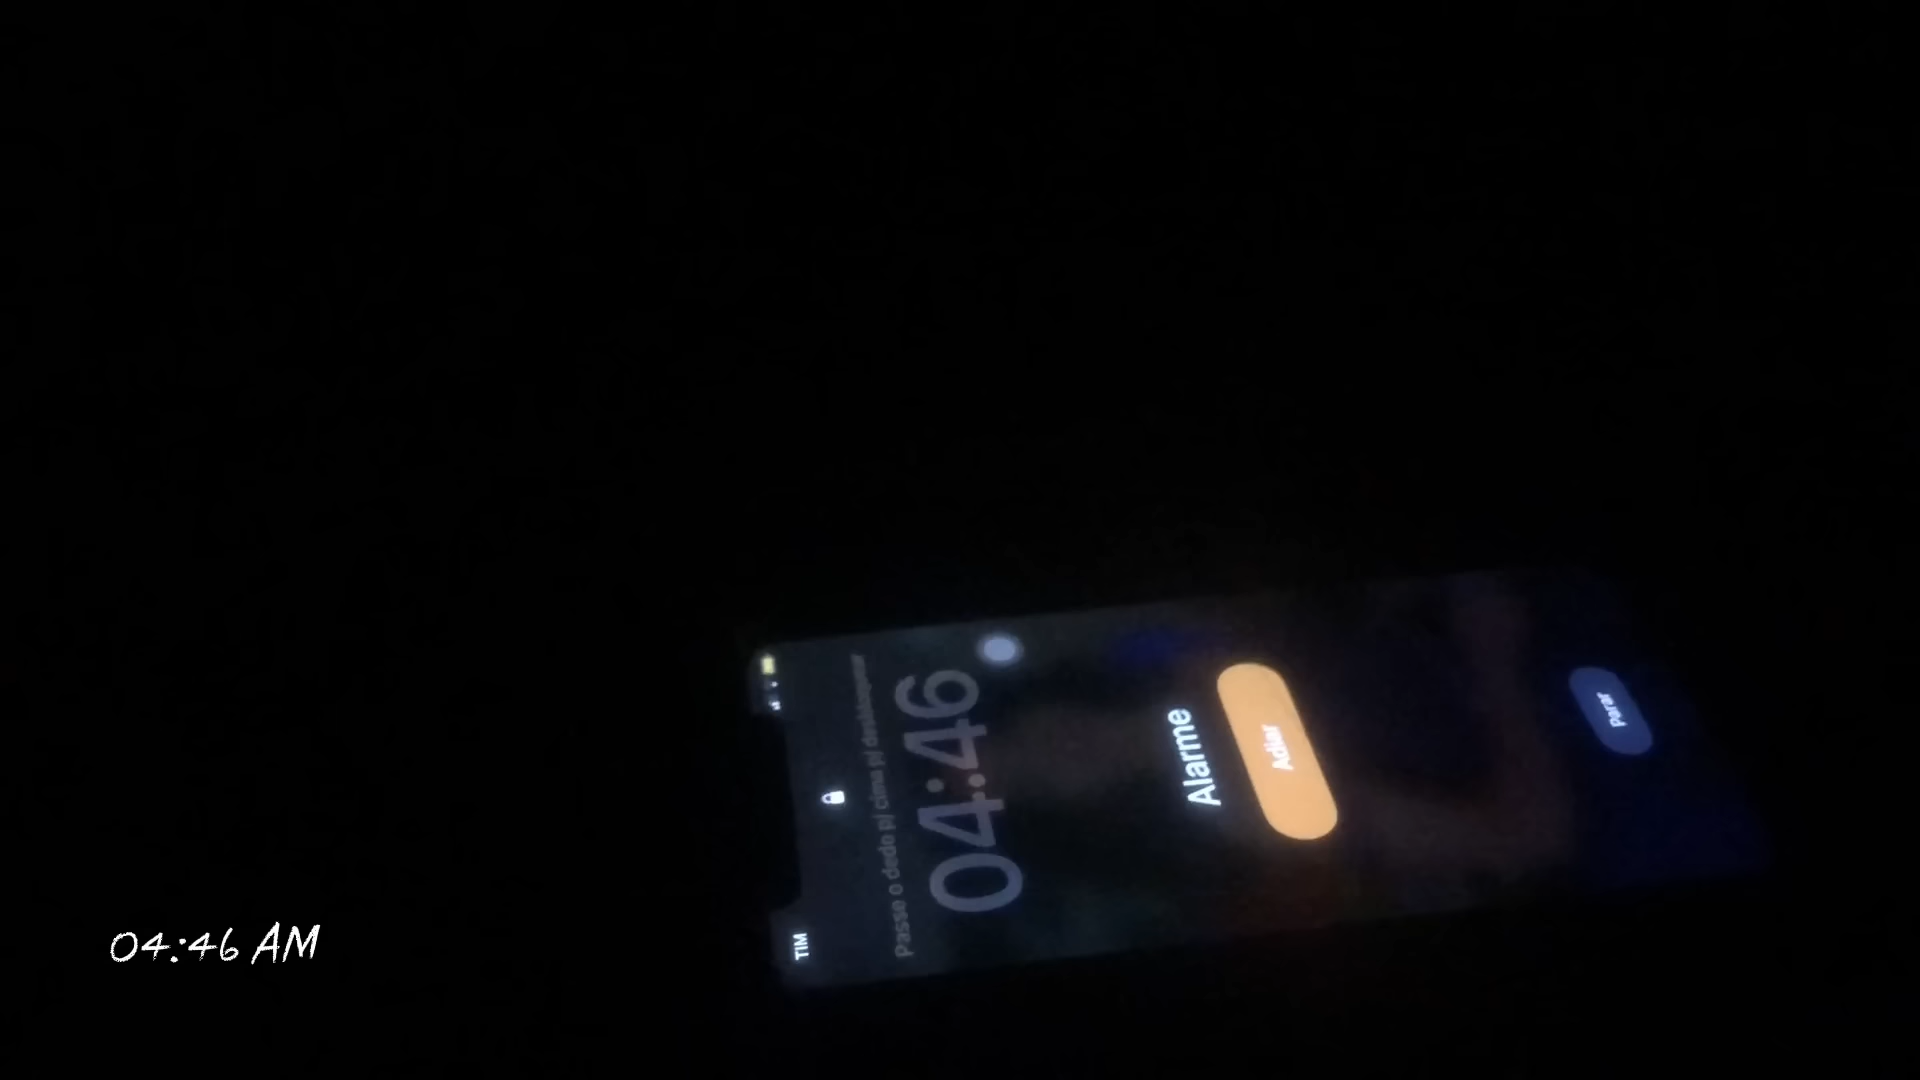 TIM
Passe o dedo p/ cima p/ desbloquear
04:46
Alarme
Adiar
Parar
04:46 AM